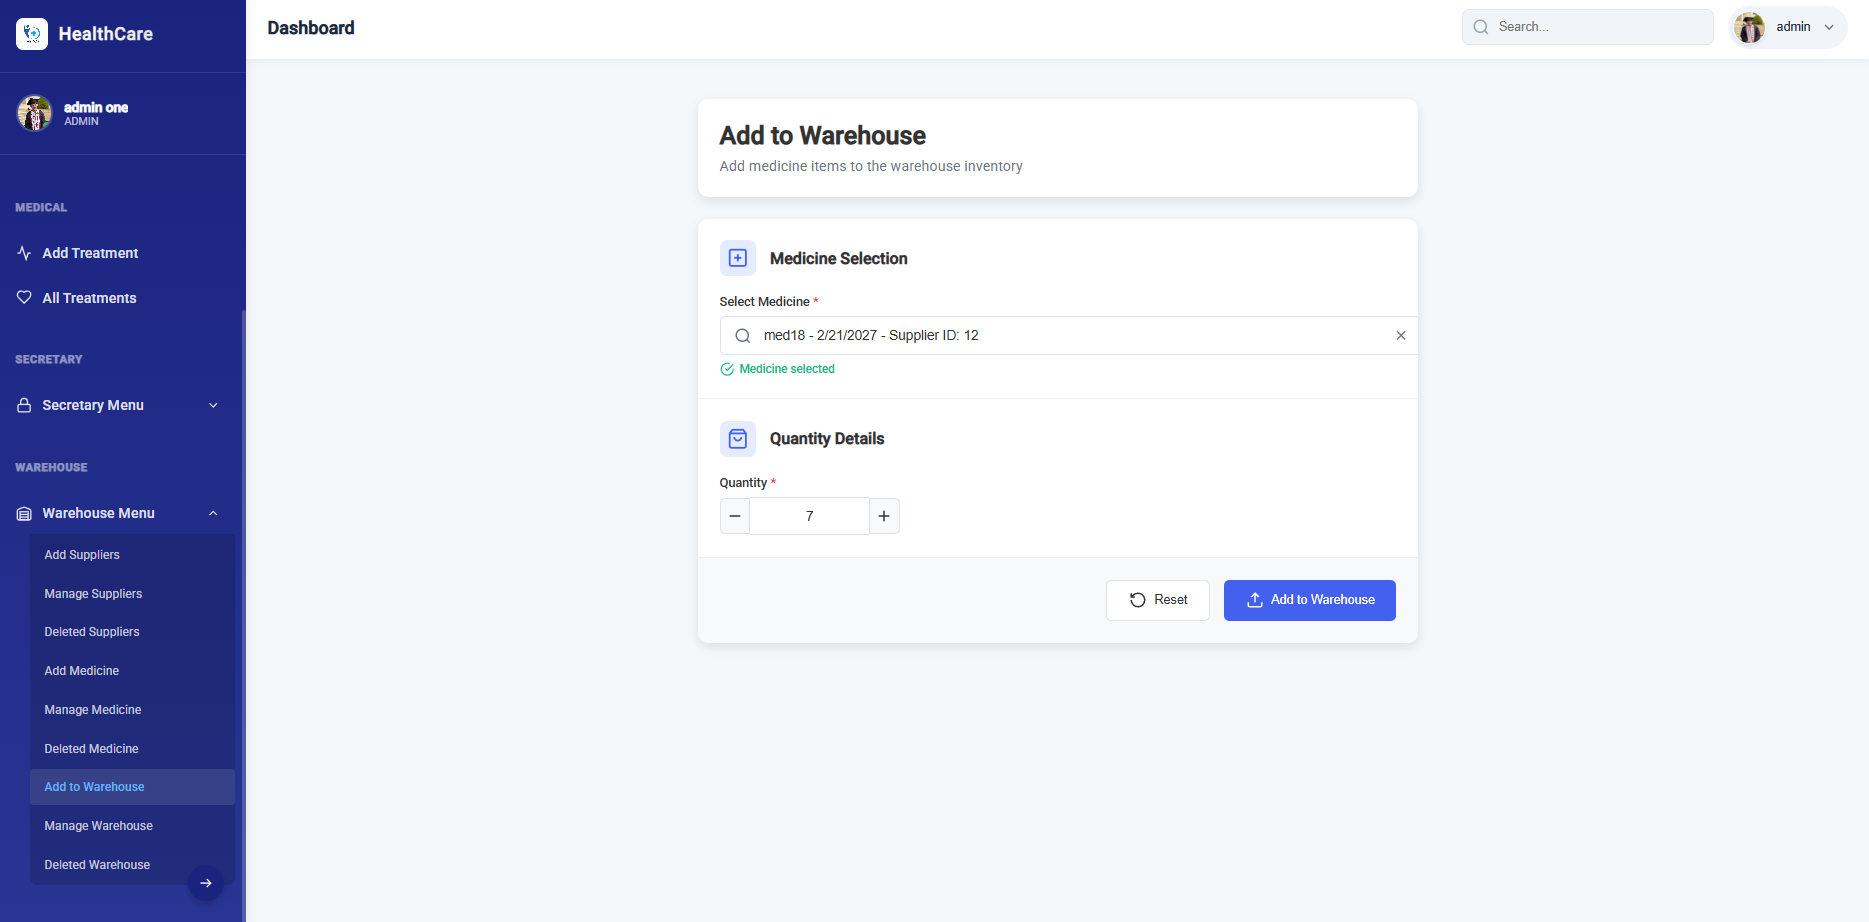 HealthCare
admin one
ADMIN
MEDICAL
Add Treatment
All Treatments
SECRETARY
Secretary Menu
WAREHOUSE
Warehouse Menu
Add Suppliers
Manage Suppliers
Deleted Suppliers
Add Medicine
Manage Medicine
Deleted Medicine
Add to Warehouse
Manage Warehouse
Deleted Warehouse
Dashboard
Search...
admin
Add to Warehouse
Add medicine items to the warehouse inventory
Medicine Selection
Select Medicine *
med18 - 2/21/2027 - Supplier ID: 12
Medicine selected
Quantity Details
Quantity *
7
Reset
Add to Warehouse